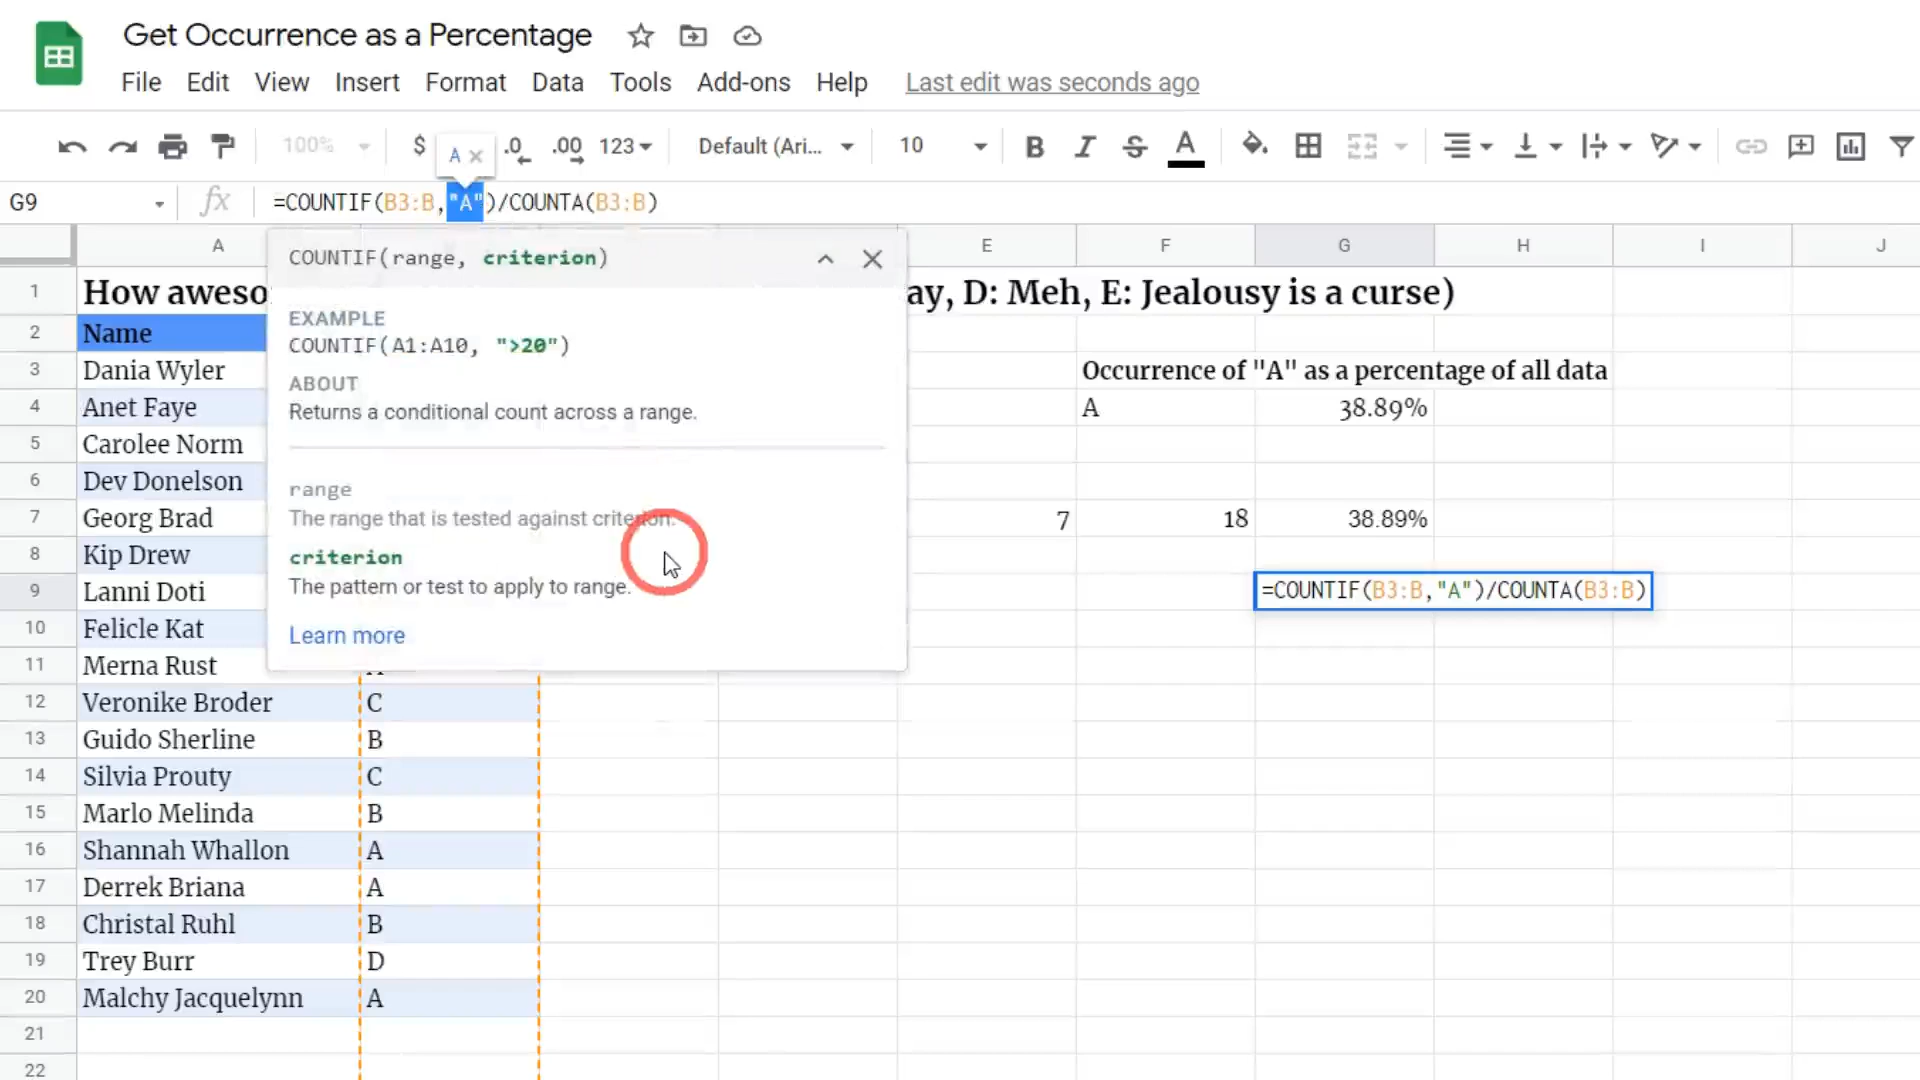 Get Occurrence as a Percentage
File Edit View Insert Format Data Tools Add-ons Help Last edit was seconds ago
100% $ A × .0 .00 123 Default (Ari... 10 B I S A
G9 fx =COUNTIF(B3:B,"A")/COUNTA(B3:B)
A E F G H I J
COUNTIF(range, criterion)
EXAMPLE
COUNTIF(A1:A10, ">20")
ABOUT
Returns a conditional count across a range.
range
The range that is tested against criterion.
criterion
The pattern or test to apply to range.
Learn more
1 How aweso ay, D: Meh, E: Jealousy is a curse)
2 Name
3 Dania Wyler Occurrence of "A" as a percentage of all data
4 Anet Faye A 38.89%
5 Carolee Norm
6 Dev Donelson
7 Georg Brad 7 18 38.89%
8 Kip Drew
9 Lanni Doti =COUNTIF(B3:B,"A")/COUNTA(B3:B)
10 Felicle Kat
11 Merna Rust
12 Veronike Broder C
13 Guido Sherline B
14 Silvia Prouty C
15 Marlo Melinda B
16 Shannah Whallon A
17 Derrek Briana A
18 Christal Ruhl B
19 Trey Burr D
20 Malchy Jacquelynn A
21
22